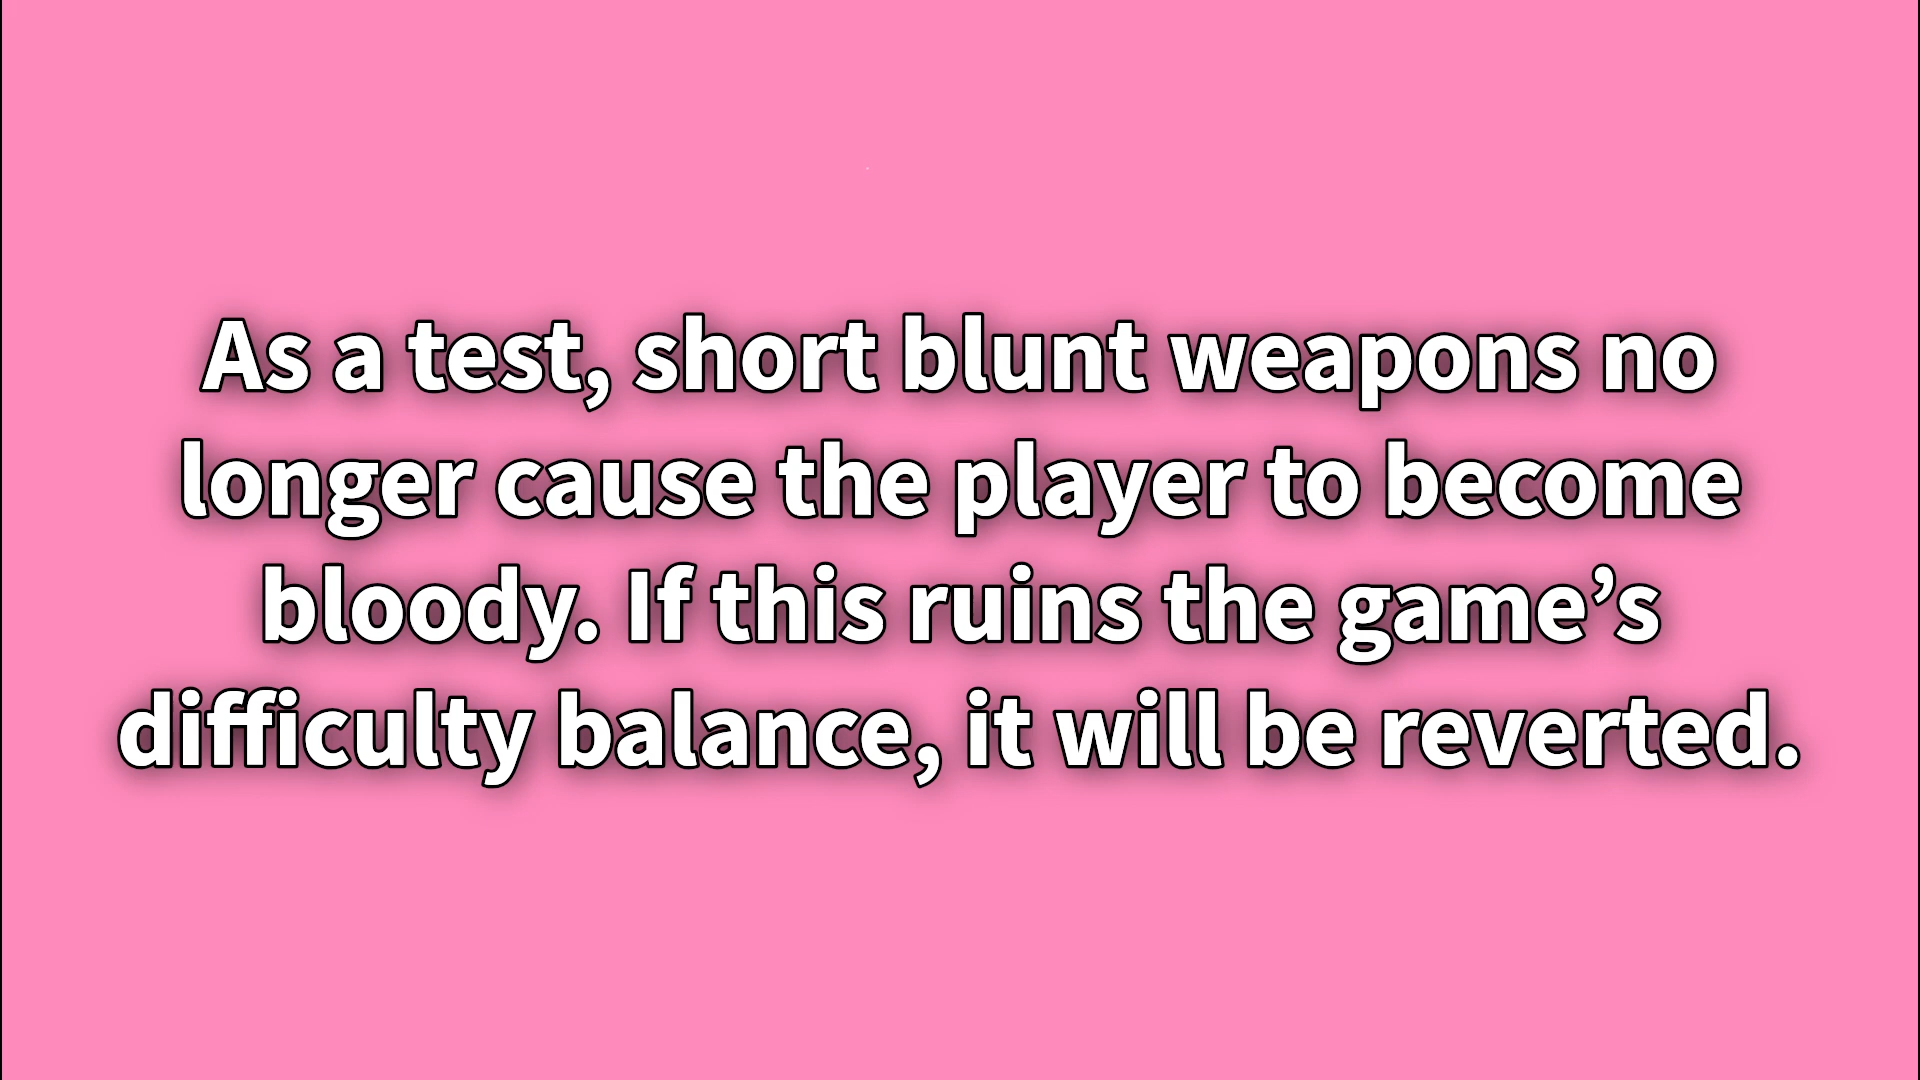 As a test, short blunt weapons no
longer cause the player to become
bloody. If this ruins the game’s
difficulty balance, it will be reverted.